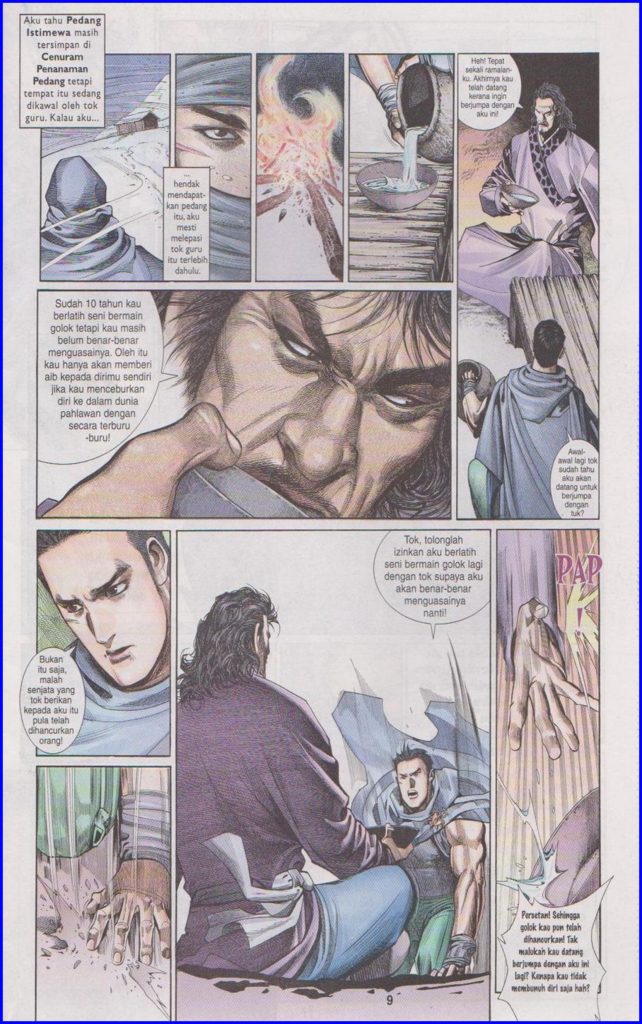 Aku tahu Pedang
Istimewa masih
tersimpan di
Cenuram
Penanaman
Pedang tetapi
tempat itu sedang
dikawal oleh tok
guru. Kalau aku...
...
hendak
mendapat-
kan pedang
itu, aku
mesti
melepasi
tok guru
itu terlebih
dahulu.
Heh! Tepat
sekali ramalan-
ku. Akhirnya kau
telah datang
kerana ingin
berjumpa dengan
aku ini!
Awal-
awal lagi tok
sudah tahu
aku akan
datang untuk
berjumpa
dengan
tuk?
Sudah 10 tahun kau
berlatih seni bermain
golok tetapi kau masih
belum benar-benar
menguasainya. Oleh itu
kau hanya akan memberi
aib kepada dirimu sendiri
jika kau menceburkan
diri ke dalam dunia
pahlawan dengan
secara terburu
-buru!
Bukan
itu saja,
malah
senjata yang
tok berikan
kepada aku itu
pula telah
dihancurkan
orang!
Tok, tolonglah
izinkan aku berlatih
seni bermain golok lagi
dengan tok supaya aku
akan benar-benar
menguasainya
nanti!
PAP
!
Persetan! Sehingga
golok kau pun telah
dihancurkan! Tak
malukah kau datang
berjumpa dengan aku ini
lagi? Kenapa kau tidak
membunuh diri saja hah?
9